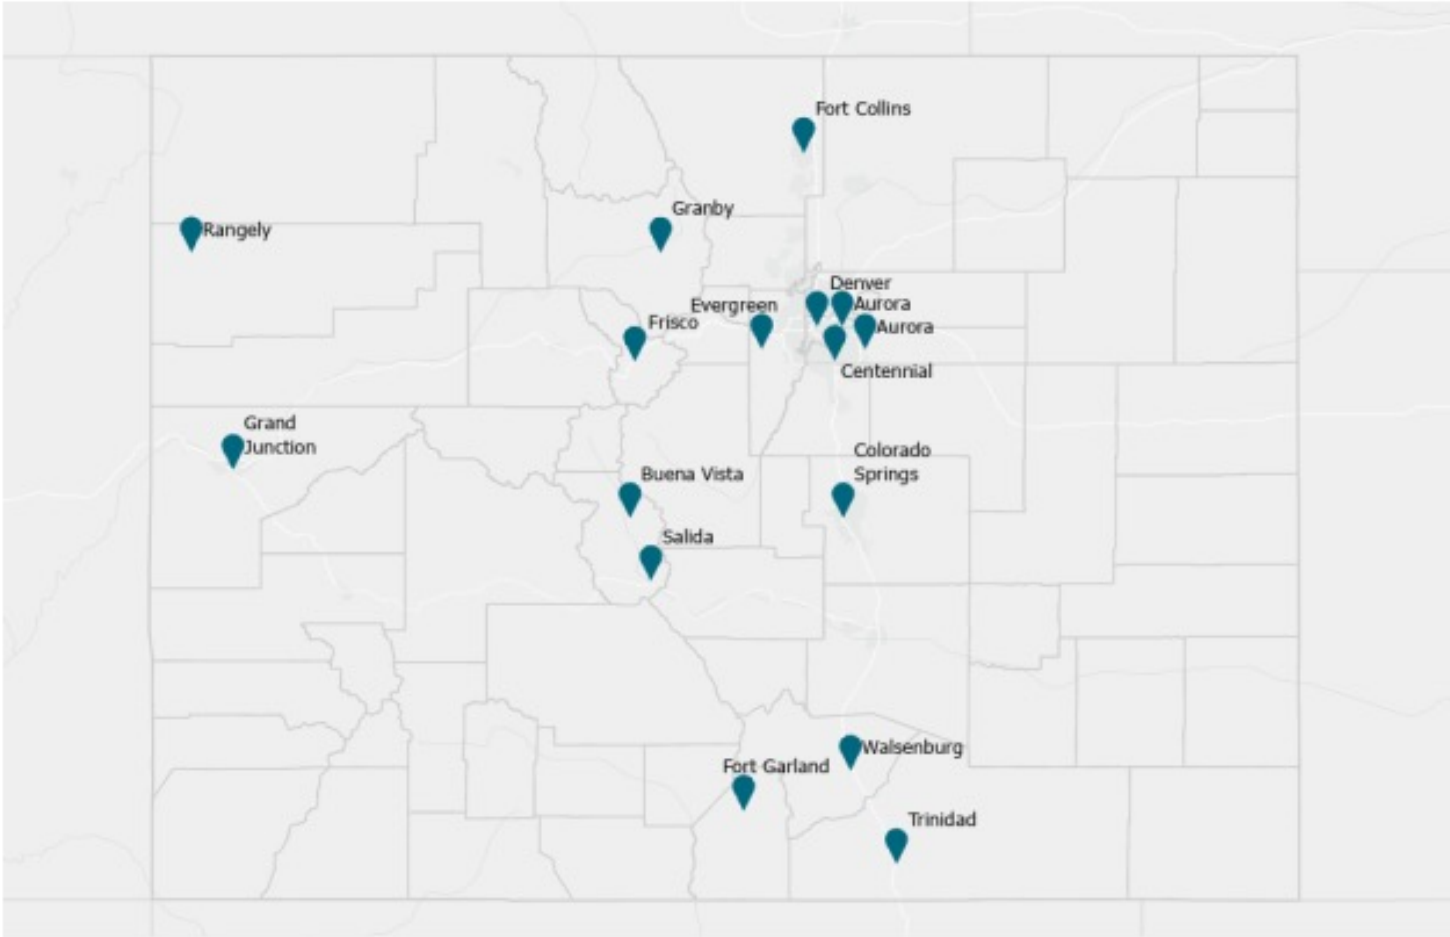 Fort Collins
Granby
Rangely
Denver
Aurora
Evergreen
Frisco
Aurora
Centennial
Grand
Junction
Colorado
Springs
Buena Vista
Salida
Walsenburg
Fort Garland
Trinidad